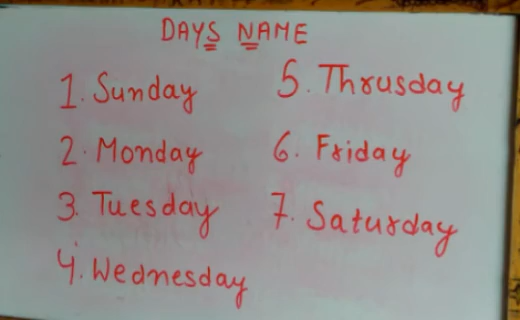 DAYS NAME
1. Sunday
2. Monday
3. Tuesday
4. Wednesday
5. Thrusday
6. Friday
7. Saturday